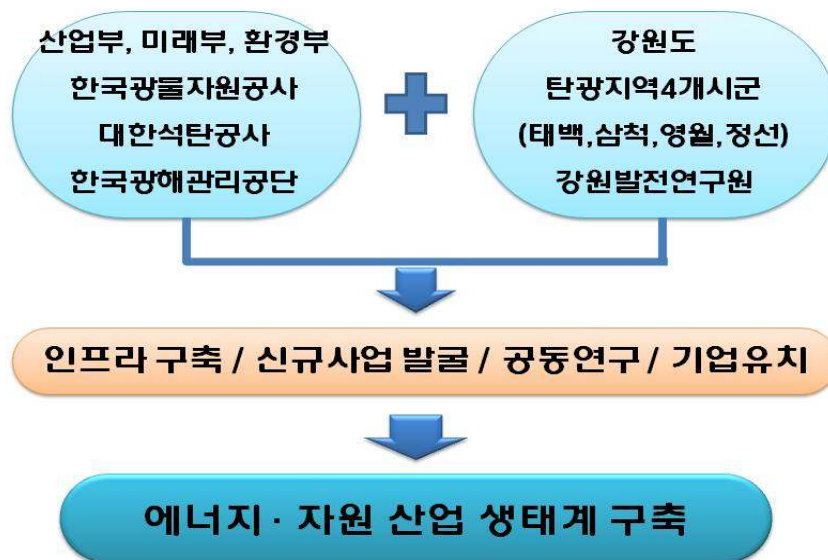 산업부, 미래부, 환경부
한국광물자원공사
대한석탄공사
한국광해관리공단
강원도
탄광지역4개시군
(태백,삼척,영월,정선)
강원발전연구원
인프라 구축 / 신규사업 발굴 / 공동연구 / 기업유치
에너지· 자원 산업 생태계 구축